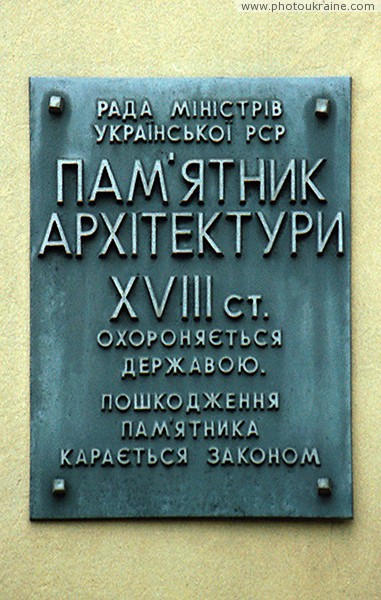 www.photoukraine.com
РАДА МІНІСТРІВ
УКРАЇНСЬКОЇ РСР
ПАМ'ЯТНИК
АРХІТЕКТУРИ
XVIII ст.
ОХОРОНЯЄТЬСЯ
ДЕРЖАВОЮ.
ПОШКОДЖЕННЯ
ПАМ'ЯТНИКА
КАРАЄТЬСЯ ЗАКОНОМ